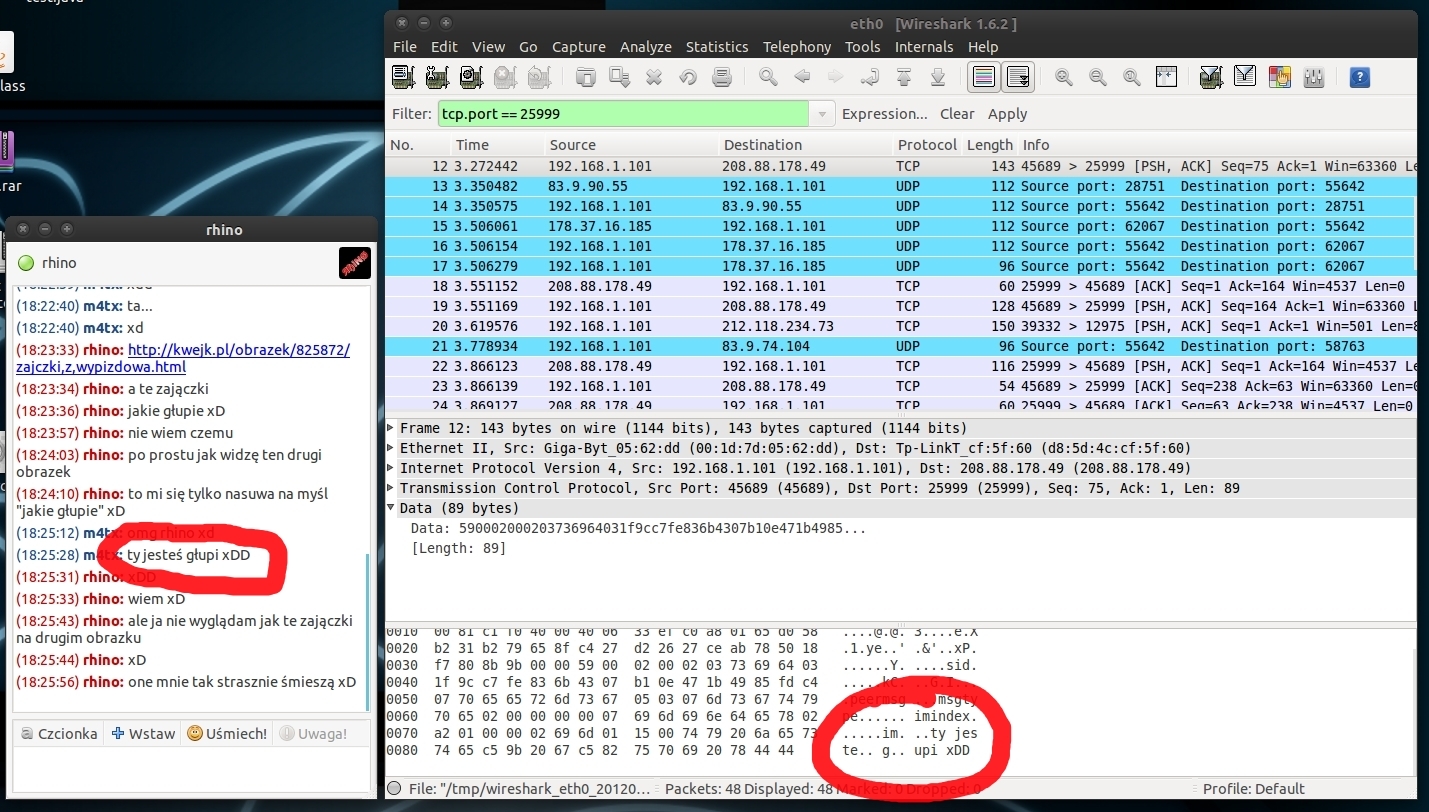 test.java
lass
.rar
rhino
rhino
(18:22:40) m4tx: ta...
(18:22:40) m4tx: xd
(18:23:33) rhino: http://kwejk.pl/obrazek/825872/
zajczki,z,wypizdowa.html
(18:23:34) rhino: a te zajączki
(18:23:36) rhino: jakie głupie xD
(18:23:57) rhino: nie wiem czemu
(18:24:03) rhino: po prostu jak widzę ten drugi
obrazek
(18:24:10) rhino: to mi się tylko nasuwa na myśl
"jakie głupie" xD
(18:25:12) m4tx: omg rhino xd
(18:25:28) m4tx: ty jesteś głupi xDD
(18:25:31) rhino: xDD
(18:25:33) rhino: wiem xD
(18:25:43) rhino: ale ja nie wyglądam jak te zajączki
na drugim obrazku
(18:25:44) rhino: xD
(18:25:56) rhino: one mnie tak strasznie śmieszą xD
Czcionka Wstaw Uśmiech! Uwaga!
eth0 [Wireshark 1.6.2 ]
File Edit View Go Capture Analyze Statistics Telephony Tools Internals Help
Filter: tcp.port == 25999 Expression... Clear Apply
No. Time Source Destination Protocol Length Info
12 3.272442 192.168.1.101 208.88.178.49 TCP 143 45689 > 25999 [PSH, ACK] Seq=75 Ack=1 Win=63360 Le
13 3.350482 83.9.90.55 192.168.1.101 UDP 112 Source port: 28751 Destination port: 55642
14 3.350575 192.168.1.101 83.9.90.55 UDP 112 Source port: 55642 Destination port: 28751
15 3.506061 178.37.16.185 192.168.1.101 UDP 112 Source port: 62067 Destination port: 55642
16 3.506154 192.168.1.101 178.37.16.185 UDP 112 Source port: 55642 Destination port: 62067
17 3.506279 192.168.1.101 178.37.16.185 UDP 96 Source port: 55642 Destination port: 62067
18 3.551152 208.88.178.49 192.168.1.101 TCP 60 25999 > 45689 [ACK] Seq=1 Ack=164 Win=4537 Len=0
19 3.551169 192.168.1.101 208.88.178.49 TCP 128 45689 > 25999 [PSH, ACK] Seq=164 Ack=1 Win=63360 L
20 3.619576 192.168.1.101 212.118.234.73 TCP 150 39332 > 12975 [PSH, ACK] Seq=1 Ack=1 Win=501 Len=8
21 3.778934 192.168.1.101 83.9.74.104 UDP 96 Source port: 55642 Destination port: 58763
22 3.866123 208.88.178.49 192.168.1.101 TCP 116 25999 > 45689 [PSH, ACK] Seq=1 Ack=164 Win=4537 L
23 3.866139 192.168.1.101 208.88.178.49 TCP 54 45689 > 25999 [ACK] Seq=238 Ack=63 Win=63360 Len=0
24 3.869127 208.88.178.49 192.168.1.101 TCP 60 25999 > 45689 [ACK] Seq=63 Ack=238 Win=4537 Len=0
Frame 12: 143 bytes on wire (1144 bits), 143 bytes captured (1144 bits)
Ethernet II, Src: Giga-Byt_05:62:dd (00:1d:7d:05:62:dd), Dst: Tp-LinkT_cf:5f:60 (d8:5d:4c:cf:5f:60)
Internet Protocol Version 4, Src: 192.168.1.101 (192.168.1.101), Dst: 208.88.178.49 (208.88.178.49)
Transmission Control Protocol, Src Port: 45689 (45689), Dst Port: 25999 (25999), Seq: 75, Ack: 1, Len: 89
Data (89 bytes)
Data: 590002000203736964031f9cc7fe836b4307b10e471b4985...
[Length: 89]
0010 00 81 c1 f0 40 00 40 06 33 ef c0 a8 01 65 d0 58 ....@.@. 3....e.X
0020 b2 31 b2 79 65 8f c4 27 d2 26 27 ce ab 78 50 18 .1.ye..' .&'..xP.
0030 f7 80 8b 9b 00 00 59 00 02 00 02 03 73 69 64 03 ......Y. ....sid.
0040 1f 9c c7 fe 83 6b 43 07 b1 0e 47 1b 49 85 fd c4 .....kC. ..G.I...
0050 07 70 65 65 72 6d 73 67 05 03 07 6d 73 67 74 79 .peermsg ...msgty
0060 70 65 02 00 00 00 00 07 69 6d 69 6e 64 65 78 02 pe...... imindex.
0070 a2 01 00 00 02 69 6d 01 15 00 74 79 20 6a 65 73 .....im. ..ty jes
0080 74 65 c5 9b 20 67 c5 82 75 70 69 20 78 44 44 te.. g.. upi xDD
File: "/tmp/wireshark_eth0_20120... Packets: 48 Displayed: 48 Marked: 0 Dropped: 0 Profile: Default